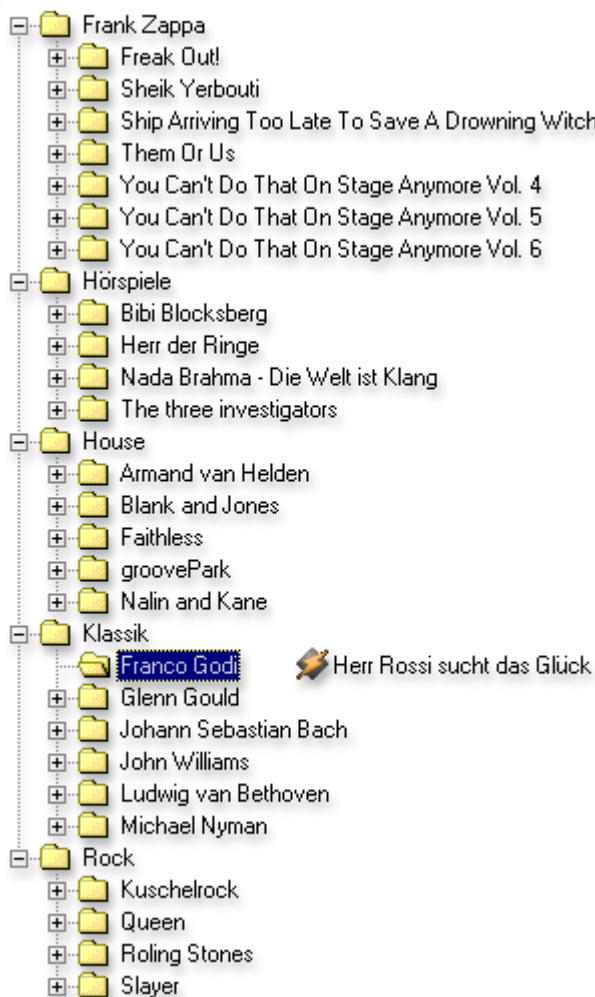 Frank Zappa
Freak Out!
Sheik Yerbouti
Ship Arriving Too Late To Save A Drowning Witch
Them Or Us
You Can't Do That On Stage Anymore Vol. 4
You Can't Do That On Stage Anymore Vol. 5
You Can't Do That On Stage Anymore Vol. 6
Hörspiele
Bibi Blocksberg
Herr der Ringe
Nada Brahma - Die Welt ist Klang
The three investigators
House
Armand van Helden
Blank and Jones
Faithless
groovePark
Nalin and Kane
Klassik
Franco Godi Herr Rossi sucht das Glück
Glenn Gould
Johann Sebastian Bach
John Williams
Ludwig van Bethoven
Michael Nyman
Rock
Kuschelrock
Queen
Roling Stones
Slayer